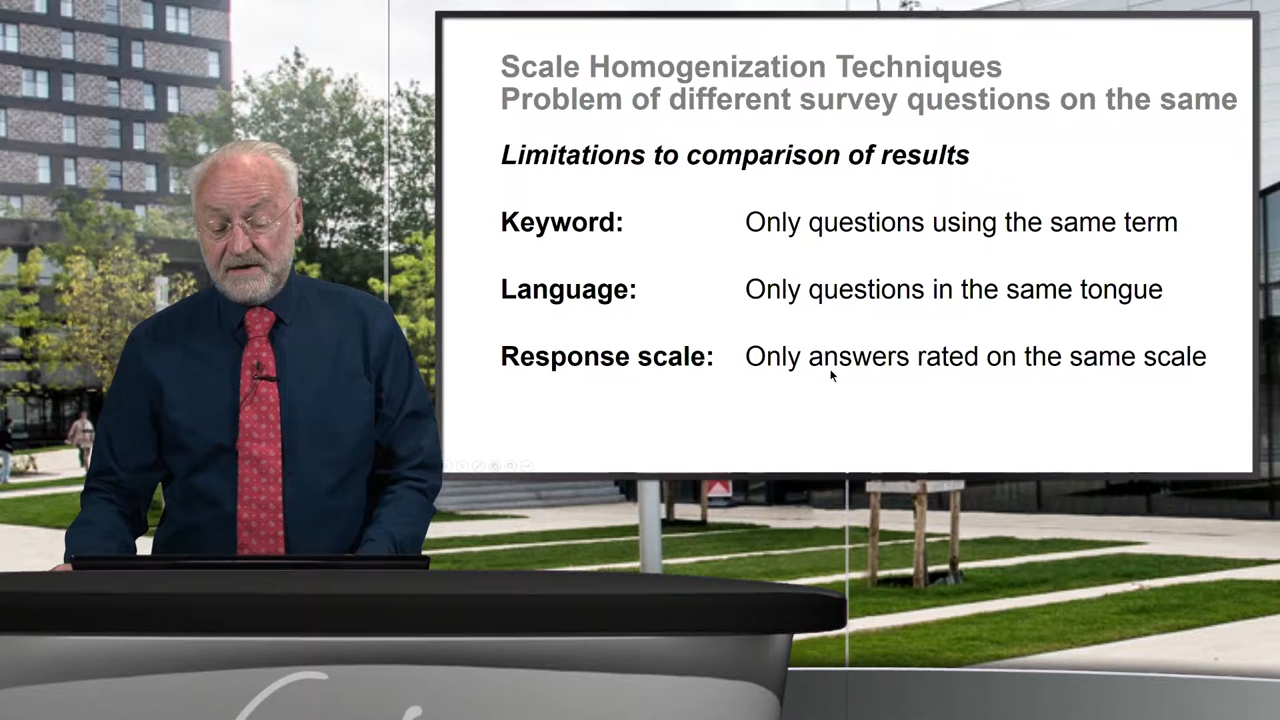 Scale Homogenization Techniques
Problem of different survey questions on the same
Limitations to comparison of results
Keyword: Only questions using the same term
Language: Only questions in the same tongue
Response scale: Only answers rated on the same scale